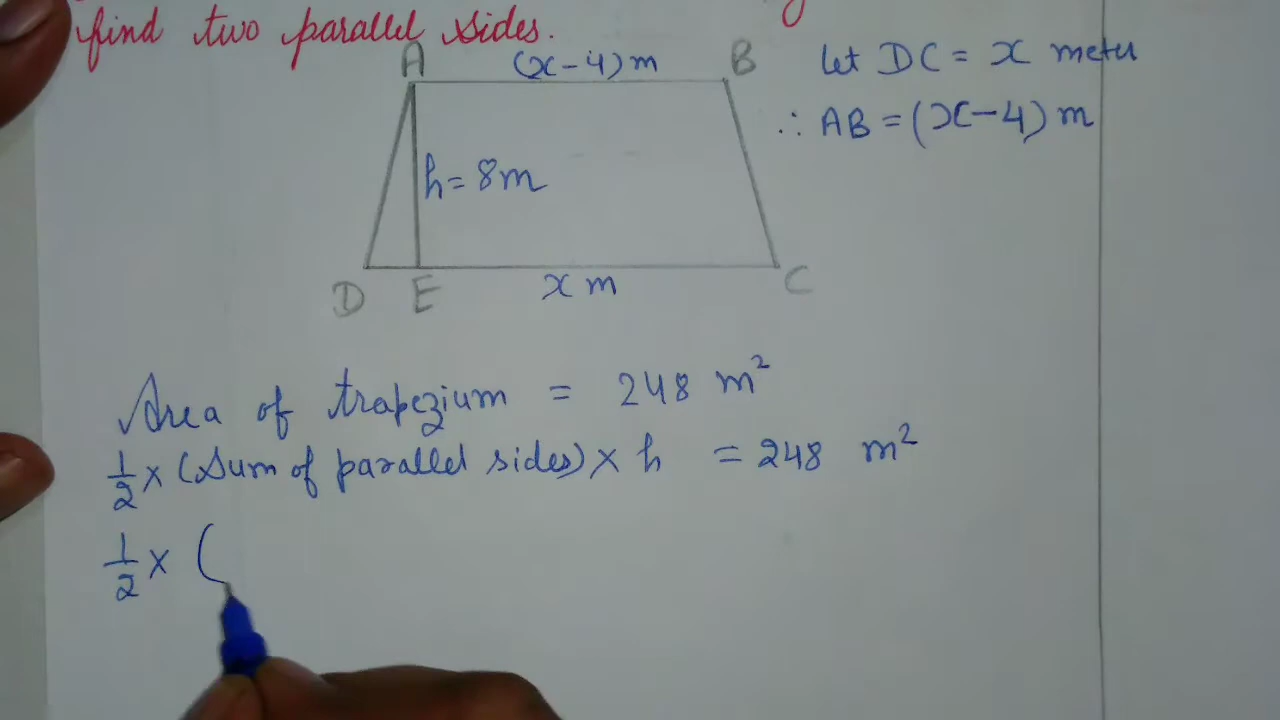 find two parallel sides.
A (x-4)m B
let DC = x meter
∴ AB = (x-4) m
h = 8m
D E x m C
Area of trapezium = 248 m²
1/2 × (Sum of parallel sides) × h = 248 m²
1/2 × (